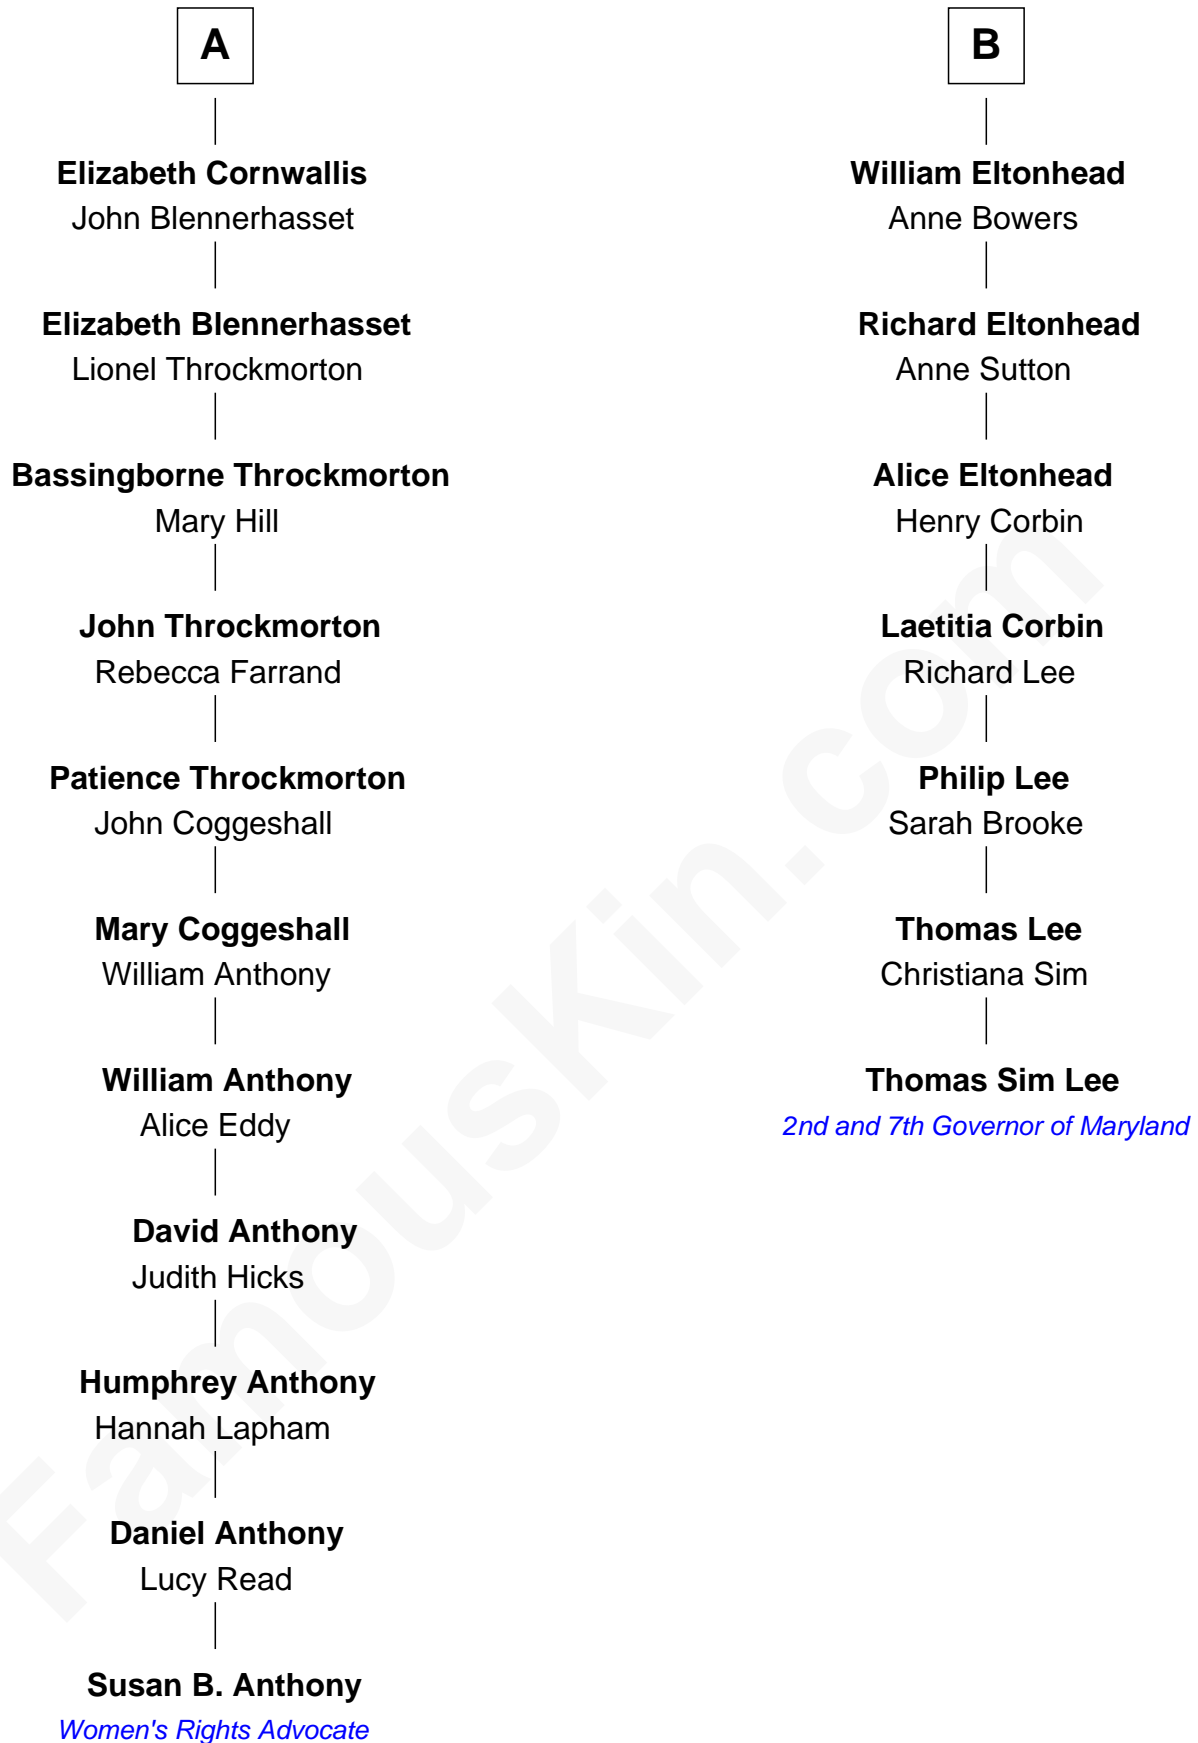 A
Elizabeth Cornwallis
John Blennerhasset
Elizabeth Blennerhasset
Lionel Throckmorton
Bassingborne Throckmorton
Mary Hill
John Throckmorton
Rebecca Farrand
Patience Throckmorton
John Coggeshall
Mary Coggeshall
William Anthony
William Anthony
Alice Eddy
David Anthony
Judith Hicks
Humphrey Anthony
Hannah Lapham
Daniel Anthony
Lucy Read
Susan B. Anthony
Women's Rights Advocate
B
William Eltonhead
Anne Bowers
Richard Eltonhead
Anne Sutton
Alice Eltonhead
Henry Corbin
Laetitia Corbin
Richard Lee
Philip Lee
Sarah Brooke
Thomas Lee
Christiana Sim
Thomas Sim Lee
2nd and 7th Governor of Maryland
FamousKin.com